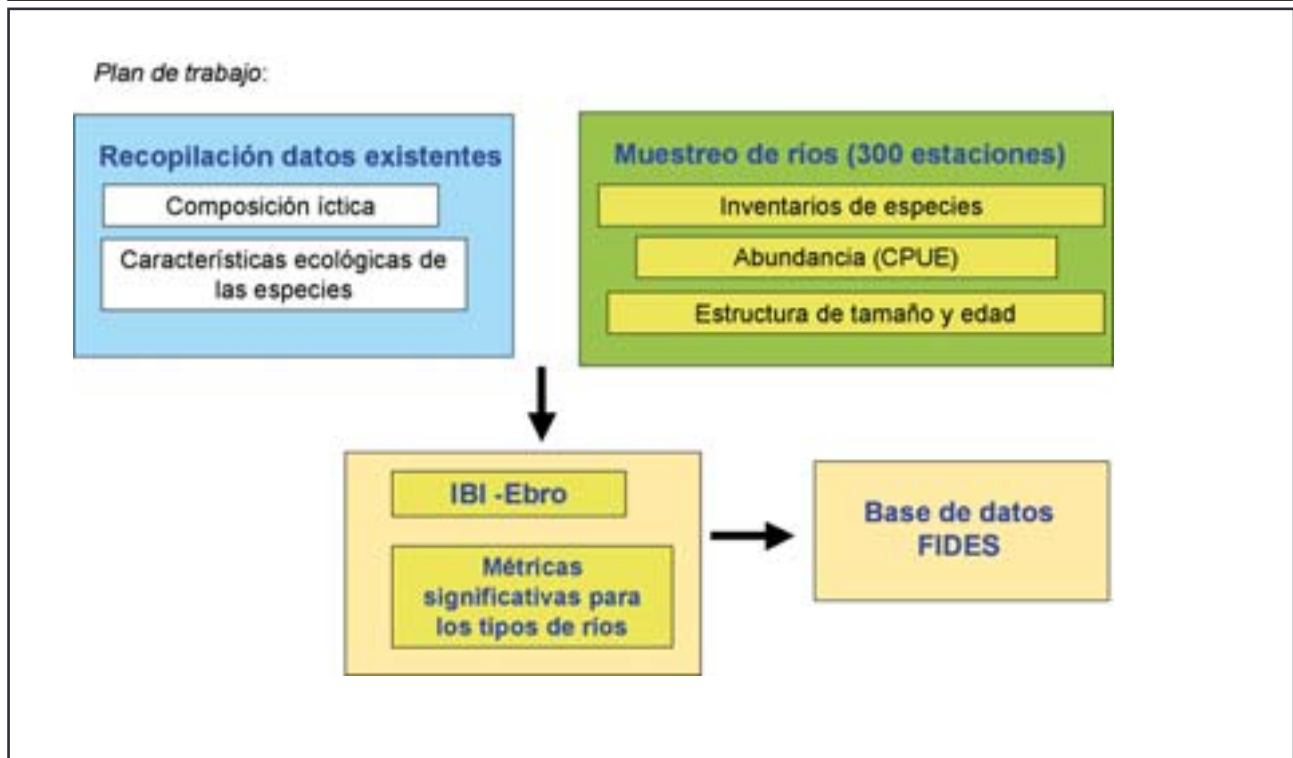 Plan de trabajo:
Recopilación datos existentes
Composición íctica
Características ecológicas de
las especies
Muestreo de ríos (300 estaciones)
Inventarios de especies
Abundancia (CPUE)
Estructura de tamaño y edad
IBI -Ebro
Métricas
significativas para
los tipos de ríos
Base de datos
FIDES